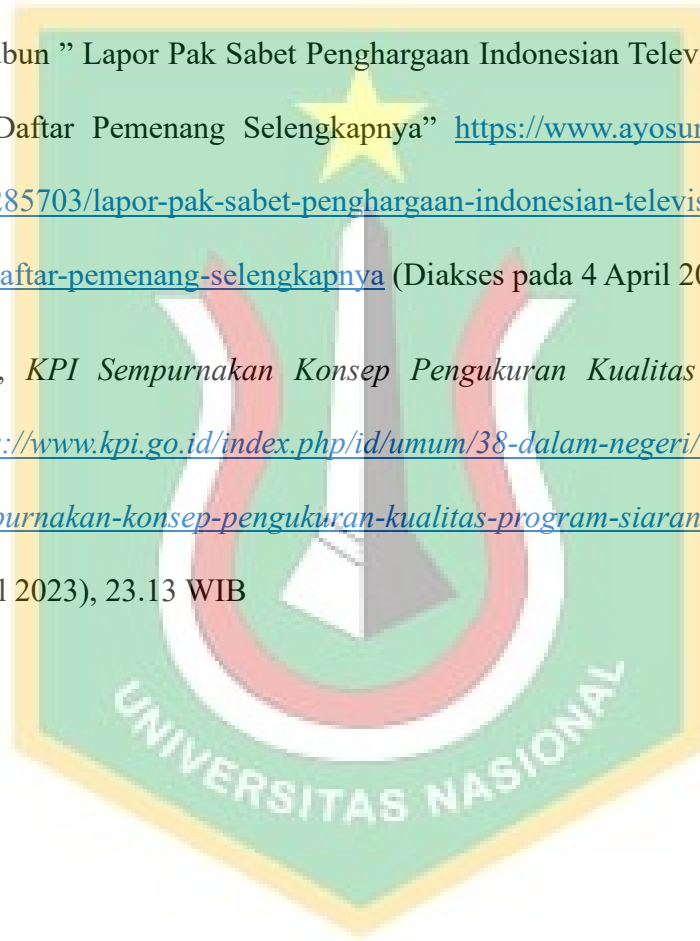 bun ” Lapor Pak Sabet Penghargaan Indonesian Televi
Daftar Pemenang Selengkapnya” https://www.ayosu
285703/lapor-pak-sabet-penghargaan-indonesian-televis
aftar-pemenang-selengkapnya (Diakses pada 4 April 20
, KPI Sempurnakan Konsep Pengukuran Kualitas
://www.kpi.go.id/index.php/id/umum/38-dalam-negeri/
purnakan-konsep-pengukuran-kualitas-program-siaran
l 2023), 23.13 WIB
UNIVERSITAS NASIONAL